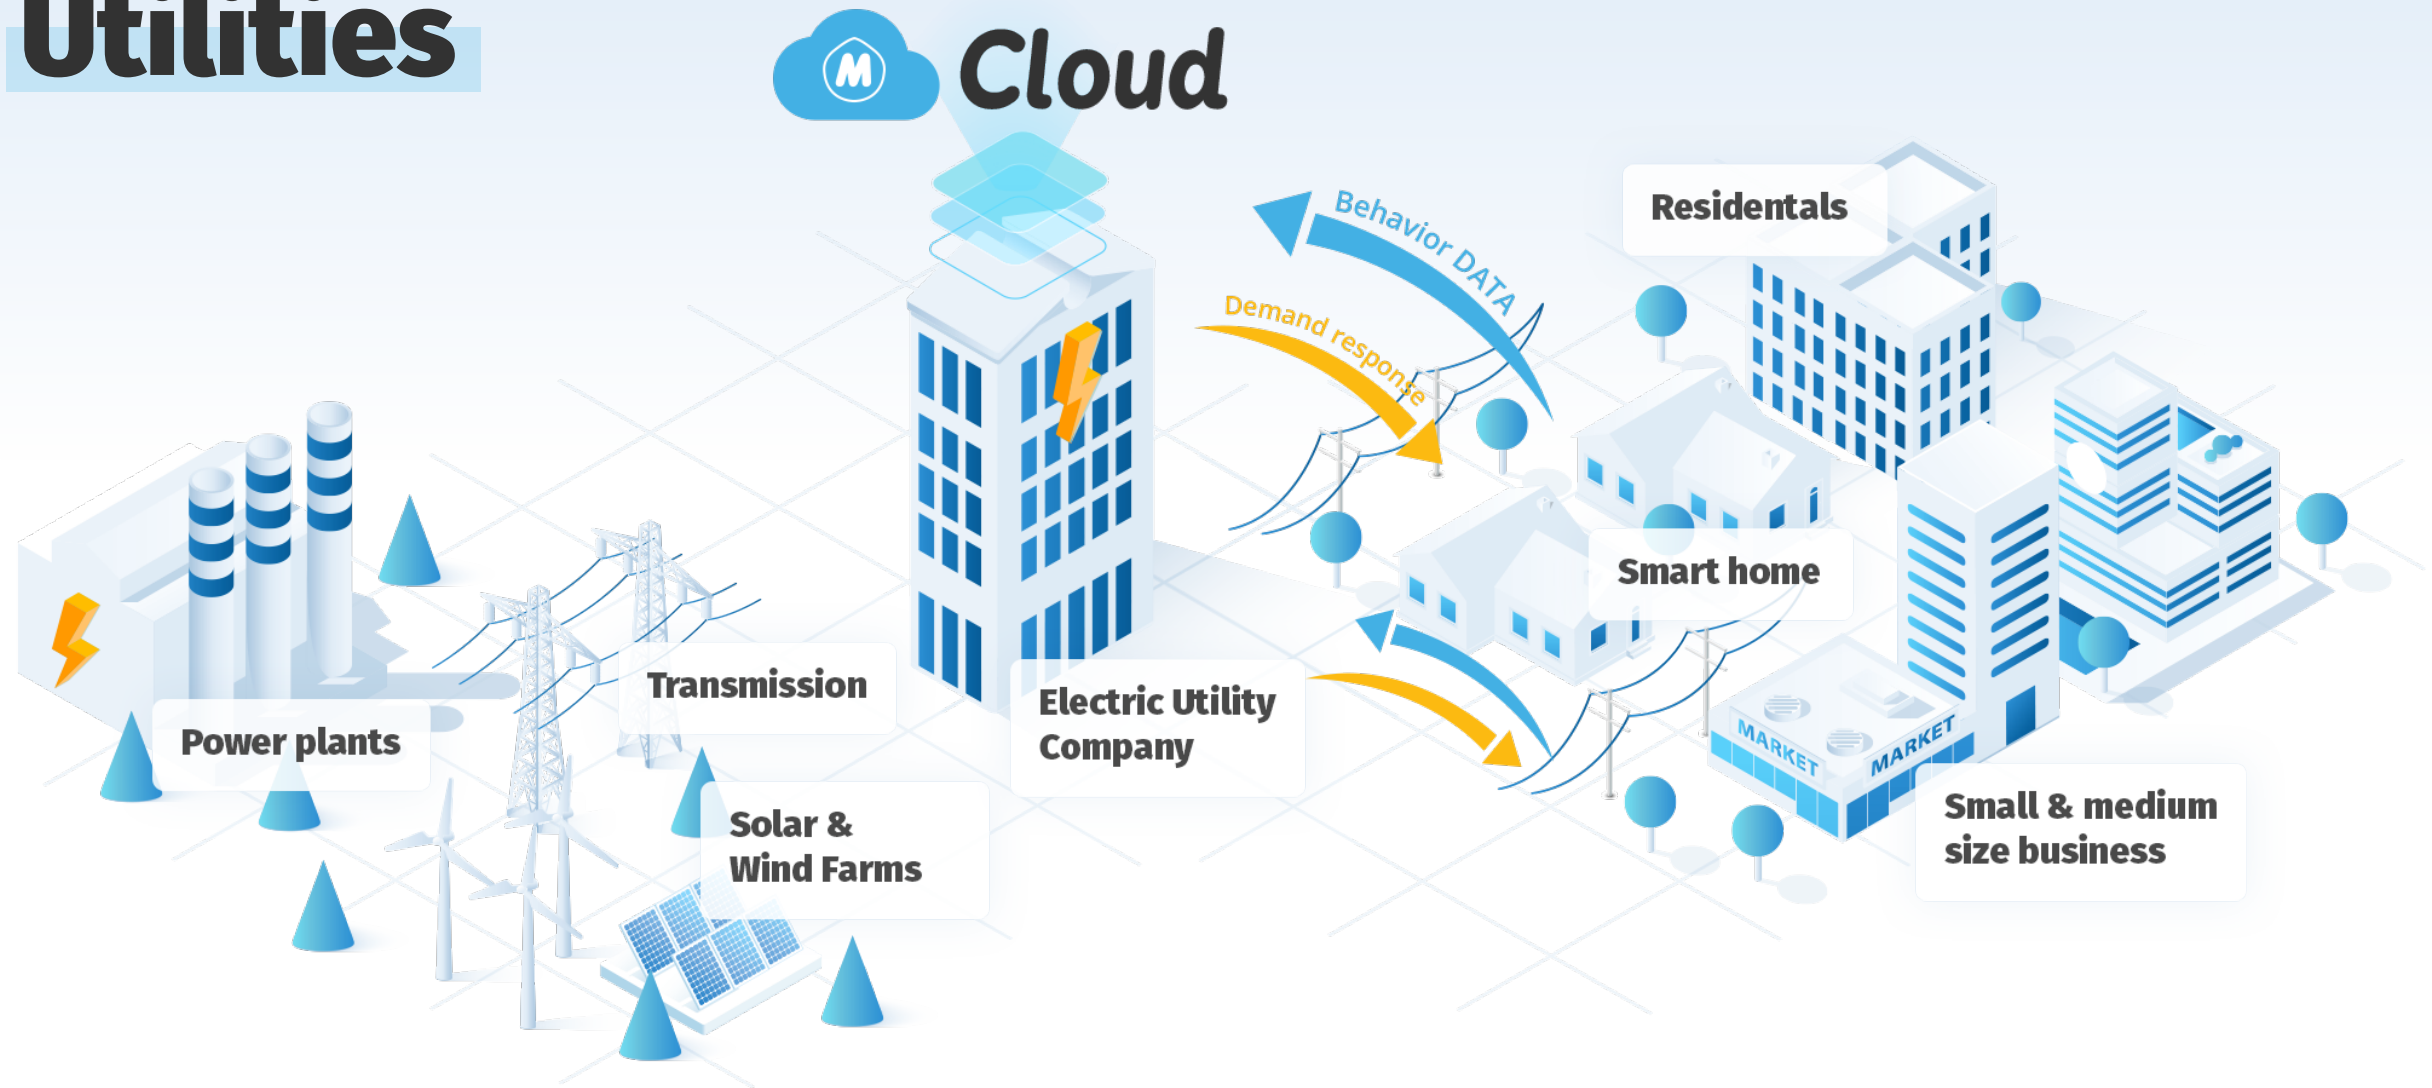 Utilities
M Cloud
Behavior DATA
Demand response
Residentals
Smart home
Transmission
Power plants
Electric Utility
Company
MARKET
MARKET
Solar &
Wind Farms
Small & medium
size business